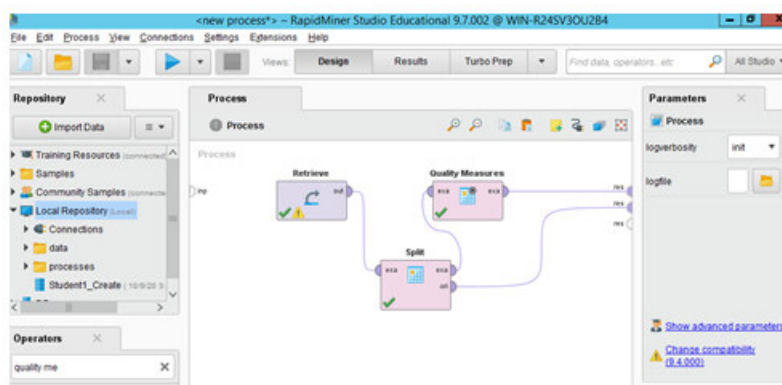 <new process*> – RapidMiner Studio Educational 9.7.002 @ WIN-R24SV3OU2B4
File Edit Process View Connections Settings Extensions Help
Views: Design Results Turbo Prep Find data, operators...etc All Studio
Repository
Import Data
Training Resources (connected)
Samples
Community Samples (connected
Local Repository (Local)
Connections
data
processes
Student1_Create
Operators
quality me
Process
Process
Process
inp
Retrieve
out
Quality Measures
exa exa
Split
exa exa
ori
res
res
res
Parameters
Process
logverbosity init
logfile
Show advanced parameters
Change compatibility
(9.4.000)